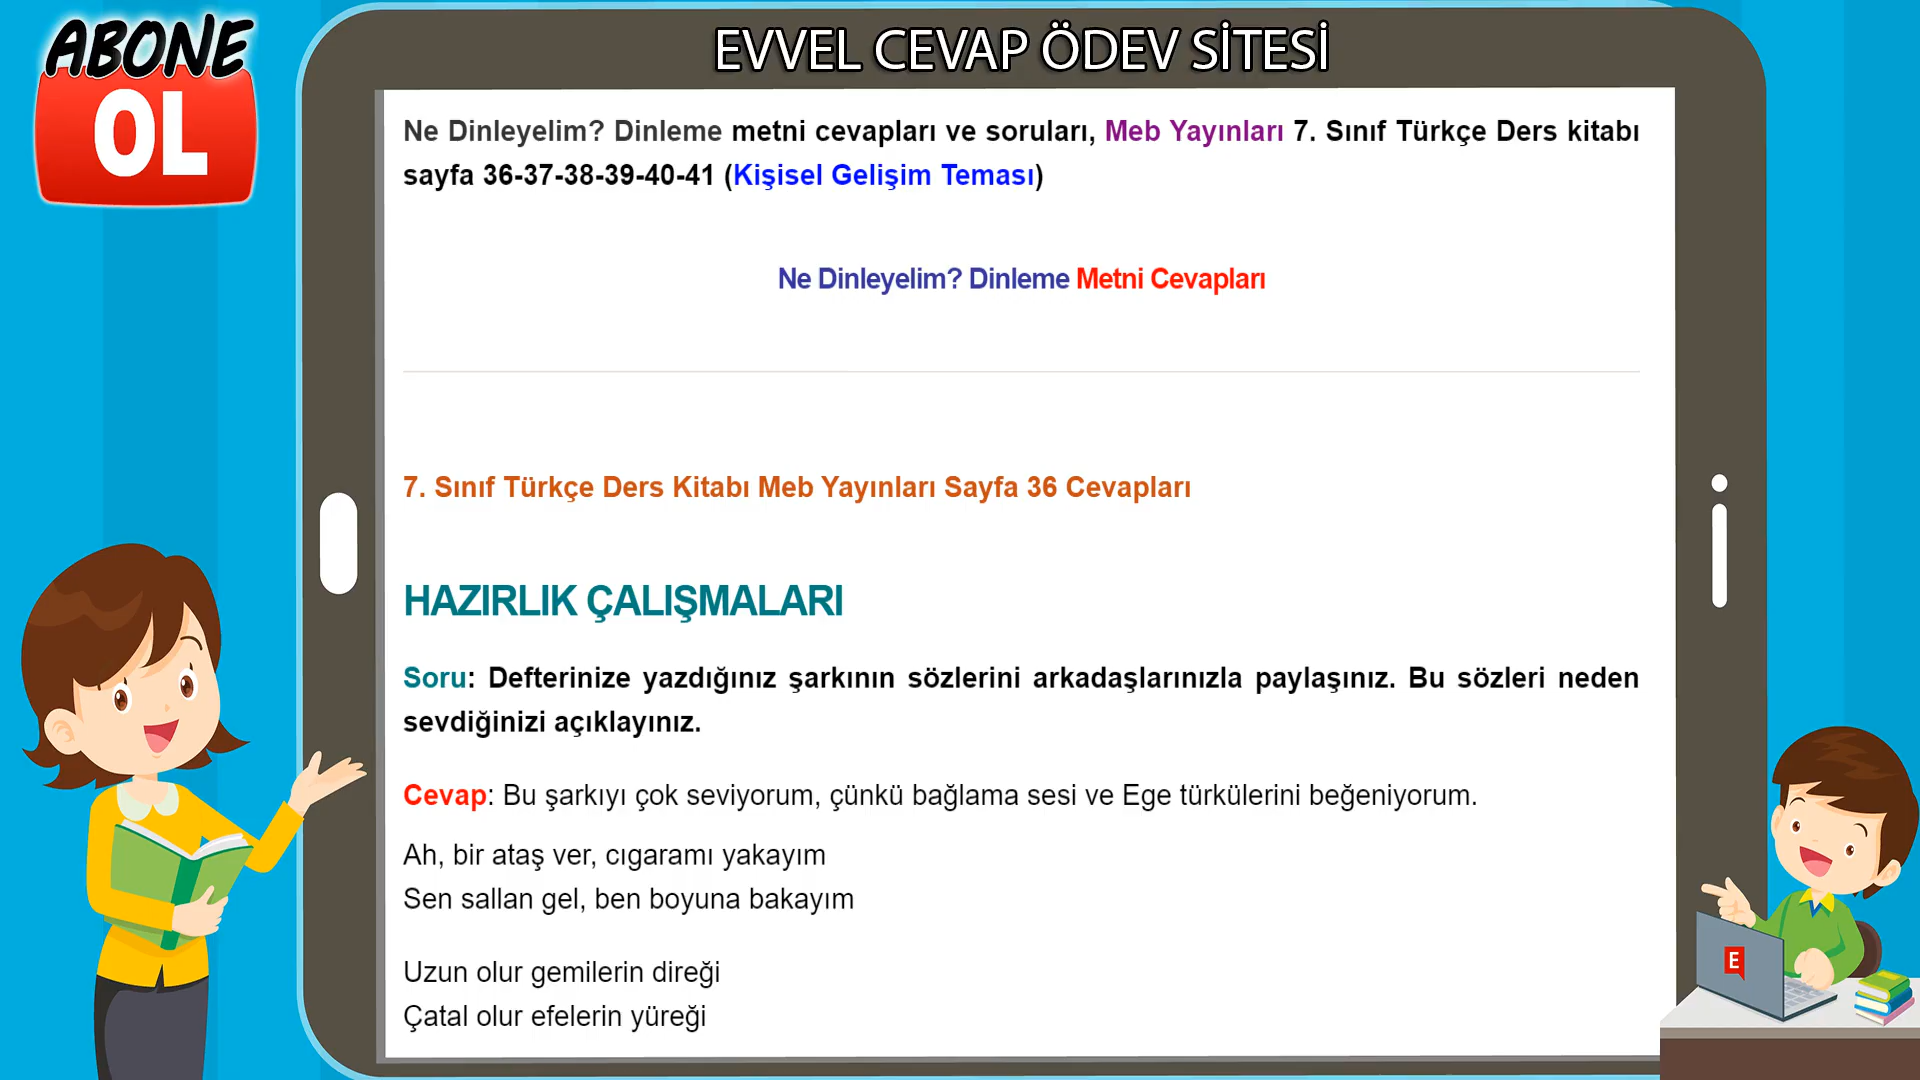 ABONE
OL
EVVEL CEVAP ÖDEV SİTESİ
Ne Dinleyelim? Dinleme metni cevapları ve soruları, Meb Yayınları 7. Sınıf Türkçe Ders kitabı
sayfa 36-37-38-39-40-41 (Kişisel Gelişim Teması)
Ne Dinleyelim? Dinleme Metni Cevapları
7. Sınıf Türkçe Ders Kitabı Meb Yayınları Sayfa 36 Cevapları
HAZIRLIK ÇALIŞMALARI
Soru: Defterinize yazdığınız şarkının sözlerini arkadaşlarınızla paylaşınız. Bu sözleri neden
sevdiğinizi açıklayınız.
Cevap: Bu şarkıyı çok seviyorum, çünkü bağlama sesi ve Ege türkülerini beğeniyorum.
Ah, bir ataş ver, cıgaramı yakayım
Sen sallan gel, ben boyuna bakayım
Uzun olur gemilerin direği
Çatal olur efelerin yüreği
E